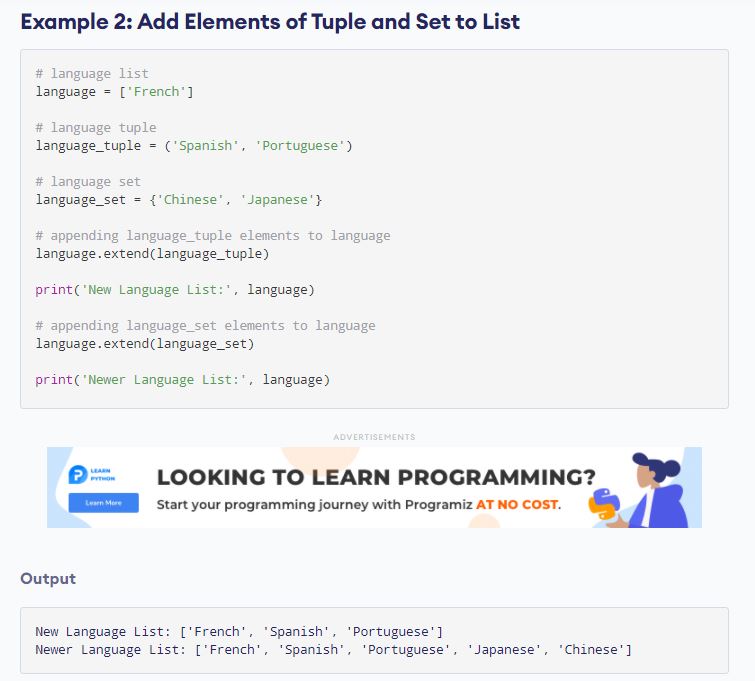 Example 2: Add Elements of Tuple and Set to List
# language list
language = ['French']
# language tuple
language_tuple = ('Spanish', 'Portuguese')
# language set
language_set = {'Chinese', 'Japanese'}
# appending language_tuple elements to language
language.extend(language_tuple)
print('New Language List:', language)
# appending language_set elements to language
language.extend(language_set)
print('Newer Language List:', language)
ADVERTISEMENTS
LEARN
PYTHON
Learn More
LOOKING TO LEARN PROGRAMMING?
Start your programming journey with Programiz AT NO COST.
Output
New Language List: ['French', 'Spanish', 'Portuguese']
Newer Language List: ['French', 'Spanish', 'Portuguese', 'Japanese', 'Chinese']